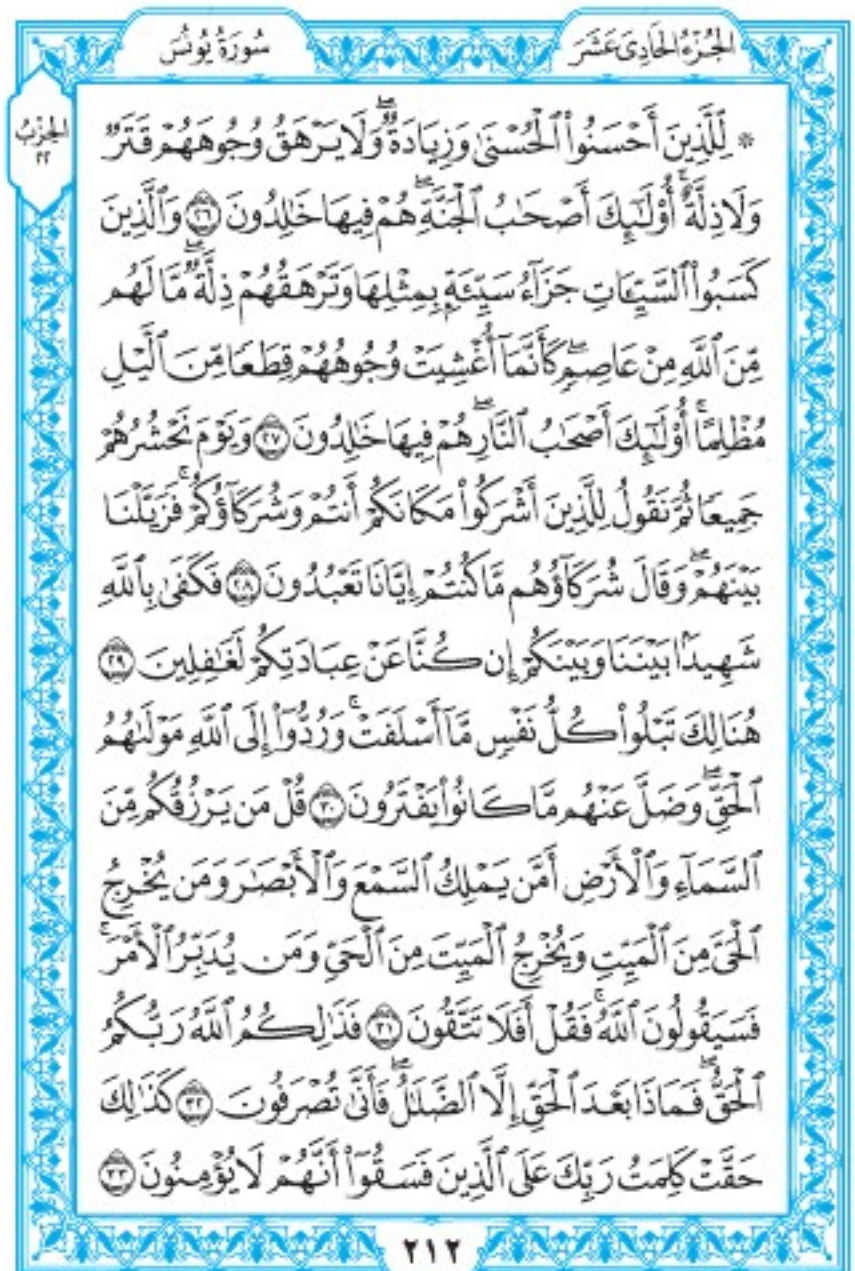 الجُزْءُ الحَادِىَ عَشَرَ
سُورَةُ يُونُسَ
الحِزْبُ
٢٢
* لِّلَّذِينَ أَحْسَنُوا۟ ٱلْحُسْنَىٰ وَزِيَادَةٌۖ وَلَا يَرْهَقُ وُجُوهَهُمْ قَتَرٌ
وَلَا ذِلَّةٌۚ أُو۟لَٰٓئِكَ أَصْحَٰبُ ٱلْجَنَّةِۖ هُمْ فِيهَا خَٰلِدُونَ ٢٦ وَٱلَّذِينَ
كَسَبُوا۟ ٱلسَّيِّـَٔاتِ جَزَآءُ سَيِّئَةٍۭ بِمِثْلِهَا وَتَرْهَقُهُمْ ذِلَّةٌۖ مَّا لَهُم
مِّنَ ٱللَّهِ مِنْ عَاصِمٍۖ كَأَنَّمَآ أُغْشِيَتْ وُجُوهُهُمْ قِطَعًا مِّنَ ٱلَّيْلِ
مُظْلِمًاۚ أُو۟لَٰٓئِكَ أَصْحَٰبُ ٱلنَّارِۖ هُمْ فِيهَا خَٰلِدُونَ ٢٧ وَيَوْمَ نَحْشُرُهُمْ
جَمِيعًا ثُمَّ نَقُولُ لِلَّذِينَ أَشْرَكُوا۟ مَكَانَكُمْ أَنتُمْ وَشُرَكَآؤُكُمْۚ فَزَيَّلْنَا
بَيْنَهُمْۖ وَقَالَ شُرَكَآؤُهُم مَّا كُنتُمْ إِيَّانَا تَعْبُدُونَ ٢٨ فَكَفَىٰ بِٱللَّهِ
شَهِيدًۢا بَيْنَنَا وَبَيْنَكُمْ إِن كُنَّا عَنْ عِبَادَتِكُمْ لَغَٰفِلِينَ ٢٩
هُنَالِكَ تَبْلُوا۟ كُلُّ نَفْسٍ مَّآ أَسْلَفَتْۚ وَرُدُّوٓا۟ إِلَى ٱللَّهِ مَوْلَىٰهُمُ
ٱلْحَقِّۖ وَضَلَّ عَنْهُم مَّا كَانُوا۟ يَفْتَرُونَ ٣٠ قُلْ مَن يَرْزُقُكُم مِّنَ
ٱلسَّمَآءِ وَٱلْأَرْضِ أَمَّن يَمْلِكُ ٱلسَّمْعَ وَٱلْأَبْصَٰرَ وَمَن يُخْرِجُ
ٱلْحَىَّ مِنَ ٱلْمَيِّتِ وَيُخْرِجُ ٱلْمَيِّتَ مِنَ ٱلْحَىِّ وَمَن يُدَبِّرُ ٱلْأَمْرَۚ
فَسَيَقُولُونَ ٱللَّهُۚ فَقُلْ أَفَلَا تَتَّقُونَ ٣١ فَذَٰلِكُمُ ٱللَّهُ رَبُّكُمُ
ٱلْحَقُّۖ فَمَاذَا بَعْدَ ٱلْحَقِّ إِلَّا ٱلضَّلَٰلُۖ فَأَنَّىٰ تُصْرَفُونَ ٣٢ كَذَٰلِكَ
حَقَّتْ كَلِمَتُ رَبِّكَ عَلَى ٱلَّذِينَ فَسَقُوٓا۟ أَنَّهُمْ لَا يُؤْمِنُونَ ٣٣
٢١٢